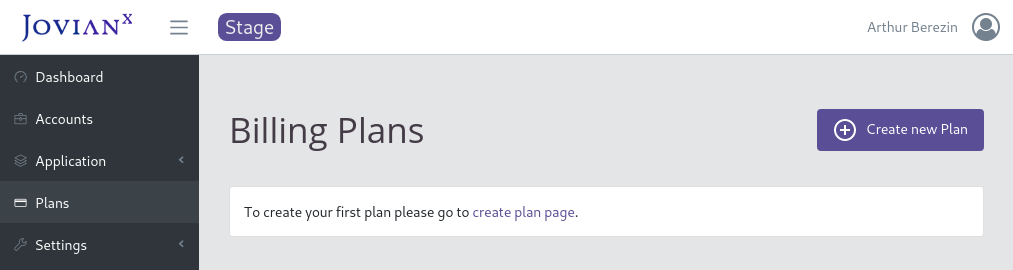 JOVIANX
Stage
Arthur Berezin
Dashboard
Accounts
Application
Plans
Settings
Billing Plans
Create new Plan
To create your first plan please go to create plan page.